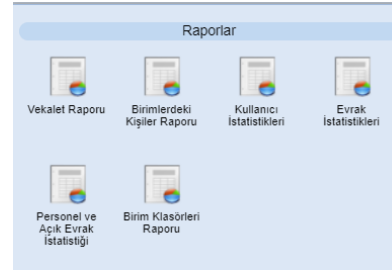 Raporlar
Vekalet Raporu
Birimlerdeki
Kişiler Raporu
Kullanıcı
İstatistikleri
Evrak
İstatistikleri
Personel ve
Açık Evrak
İstatistiği
Birim Klasörleri
Raporu